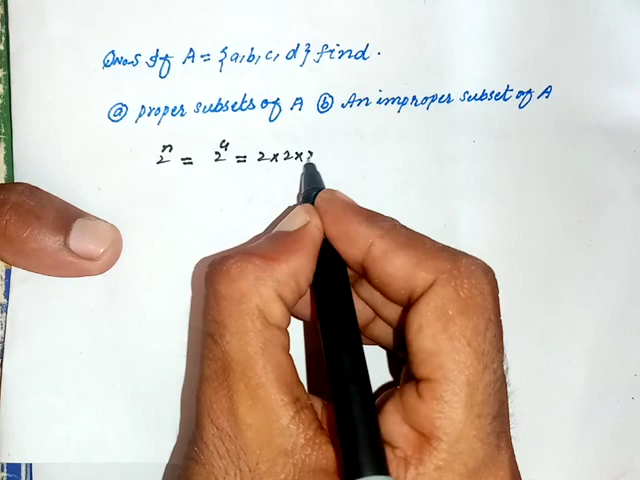 Ques If A = {a, b, c, d} find.
ⓐ proper subsets of A ⓑ An improper subset of A
2ⁿ = 2⁴ = 2 × 2 ×